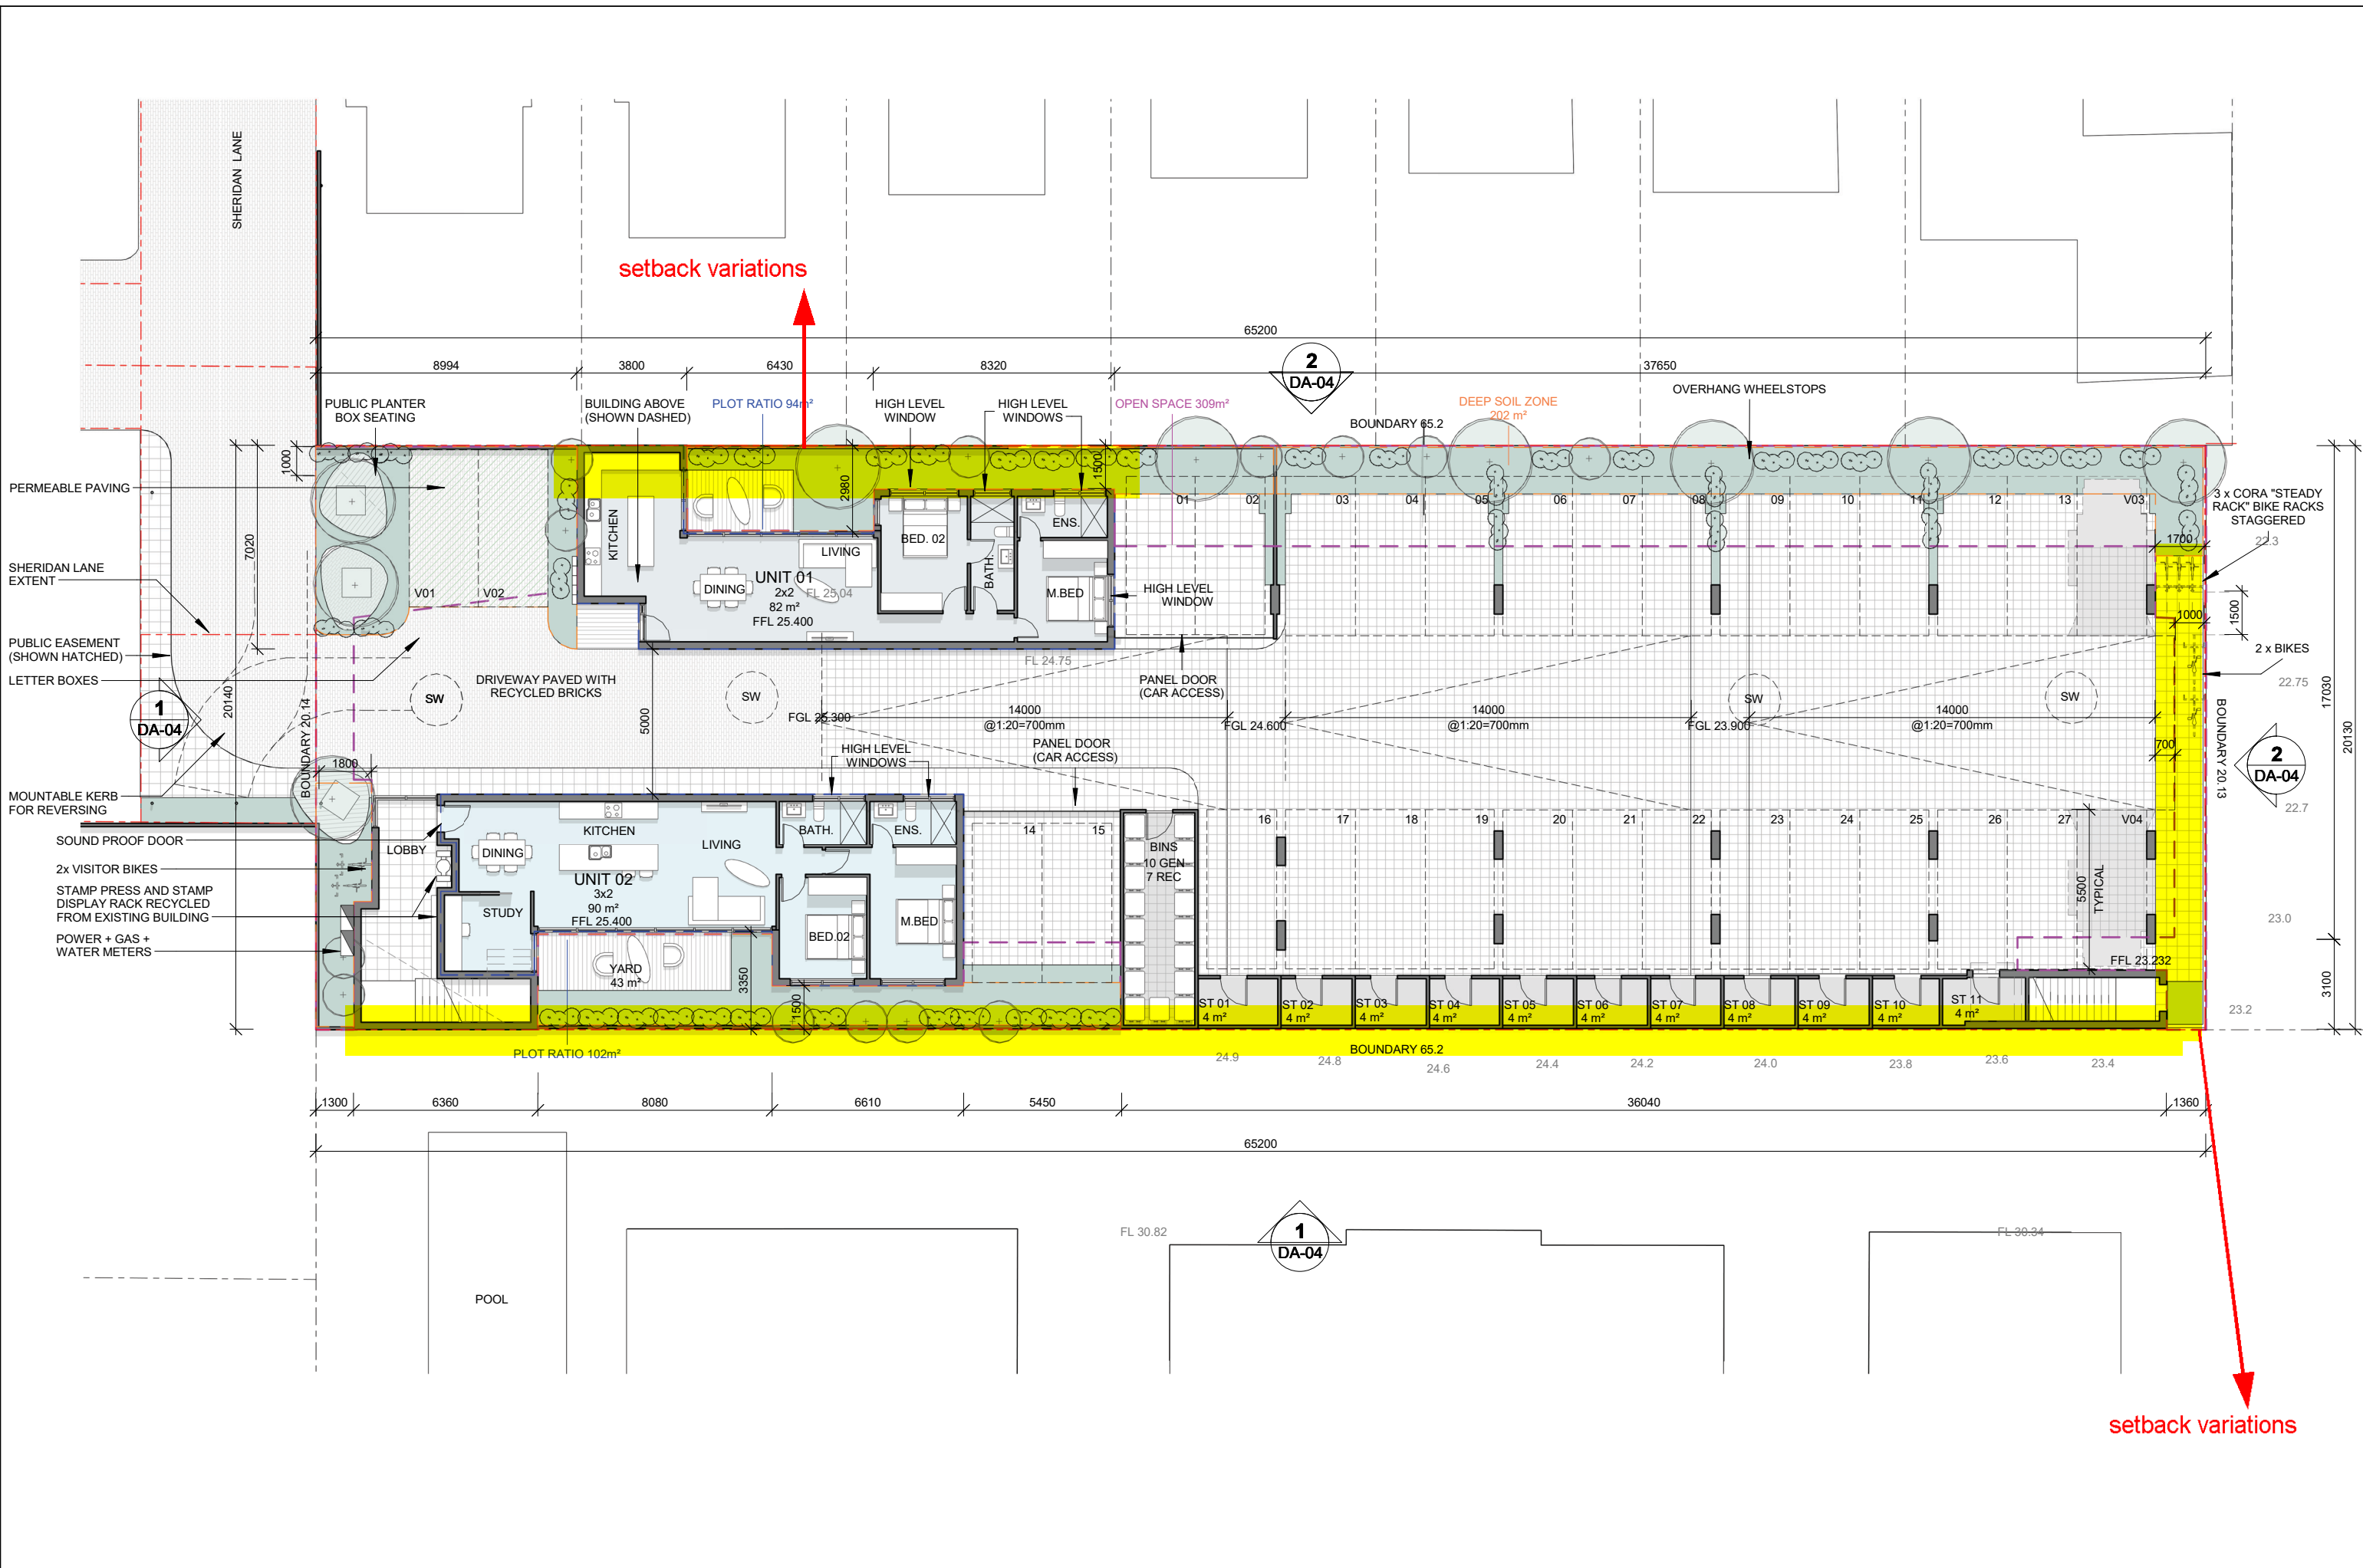 SHERIDAN LANE
setback variations
65200
8994
3800
6430
8320
37650
2
DA-04
PUBLIC PLANTER
BOX SEATING
BUILDING ABOVE
(SHOWN DASHED)
PLOT RATIO 94m²
HIGH LEVEL
WINDOW
HIGH LEVEL
WINDOWS
OPEN SPACE 309m²
DEEP SOIL ZONE
202 m²
OVERHANG WHEELSTOPS
BOUNDARY 65.2
1000
2980
1500
PERMEABLE PAVING
7020
KITCHEN
LIVING
BED. 02
BATH.
ENS.
M.BED
DINING
UNIT 01
2x2
82 m²
FL 25.04
FFL 25.400
HIGH LEVEL
WINDOW
01
02
03
04
05
06
07
08
09
10
11
12
13
V03
3 x CORA "STEADY
RACK" BIKE RACKS
STAGGERED
22.3
1700
1500
1000
SHERIDAN LANE
EXTENT
V01
V02
PUBLIC EASEMENT
(SHOWN HATCHED)
LETTER BOXES
2 x BIKES
22.75
1
DA-04
20140
BOUNDARY 20.14
SW
DRIVEWAY PAVED WITH
RECYCLED BRICKS
5000
SW
FL 24.75
PANEL DOOR
(CAR ACCESS)
FGL 25.300
14000
@1:20=700mm
FGL 24.600
14000
@1:20=700mm
FGL 23.900
SW
14000
@1:20=700mm
SW
700
BOUNDARY 20.13
2
DA-04
17030
20130
22.7
MOUNTABLE KERB
FOR REVERSING
1800
HIGH LEVEL
WINDOWS
PANEL DOOR
(CAR ACCESS)
SOUND PROOF DOOR
LOBBY
2x VISITOR BIKES
STAMP PRESS AND STAMP
DISPLAY RACK RECYCLED
FROM EXISTING BUILDING
POWER + GAS +
WATER METERS
KITCHEN
DINING
LIVING
BATH.
ENS.
UNIT 02
3x2
90 m²
FFL 25.400
STUDY
BED.02
M.BED
YARD
43 m²
3350
1500
14
15
BINS
10 GEN
7 REC
16
17
18
19
20
21
22
23
24
25
26
27
V04
5500
TYPICAL
FFL 23.232
23.0
3100
ST 01
4 m²
ST 02
4 m²
ST 03
4 m²
ST 04
4 m²
ST 05
4 m²
ST 06
4 m²
ST 07
4 m²
ST 08
4 m²
ST 09
4 m²
ST 10
4 m²
ST 11
4 m²
23.2
PLOT RATIO 102m²
BOUNDARY 65.2
24.9
24.8
24.6
24.4
24.2
24.0
23.8
23.6
23.4
1300
6360
8080
6610
5450
36040
1360
65200
FL 30.82
1
DA-04
FL 30.34
POOL
setback variations